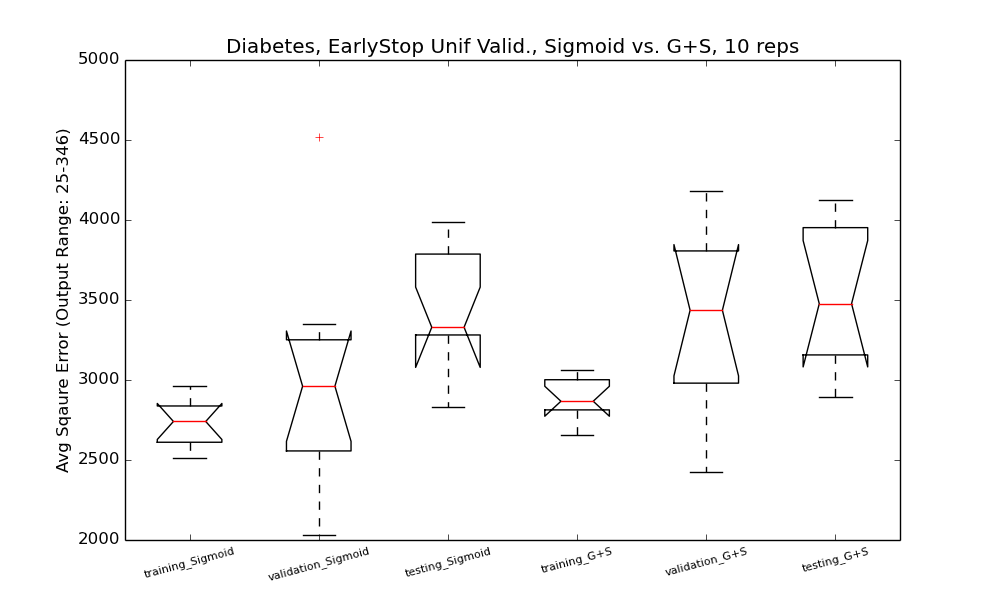 Diabetes, EarlyStop Unif Valid., Sigmoid vs. G+S, 10 reps
Avg Sqaure Error (Output Range: 25-346)
5000
4500
4000
3500
3000
2500
2000
training_Sigmoid
validation_Sigmoid
testing_Sigmoid
training_G+S
validation_G+S
testing_G+S